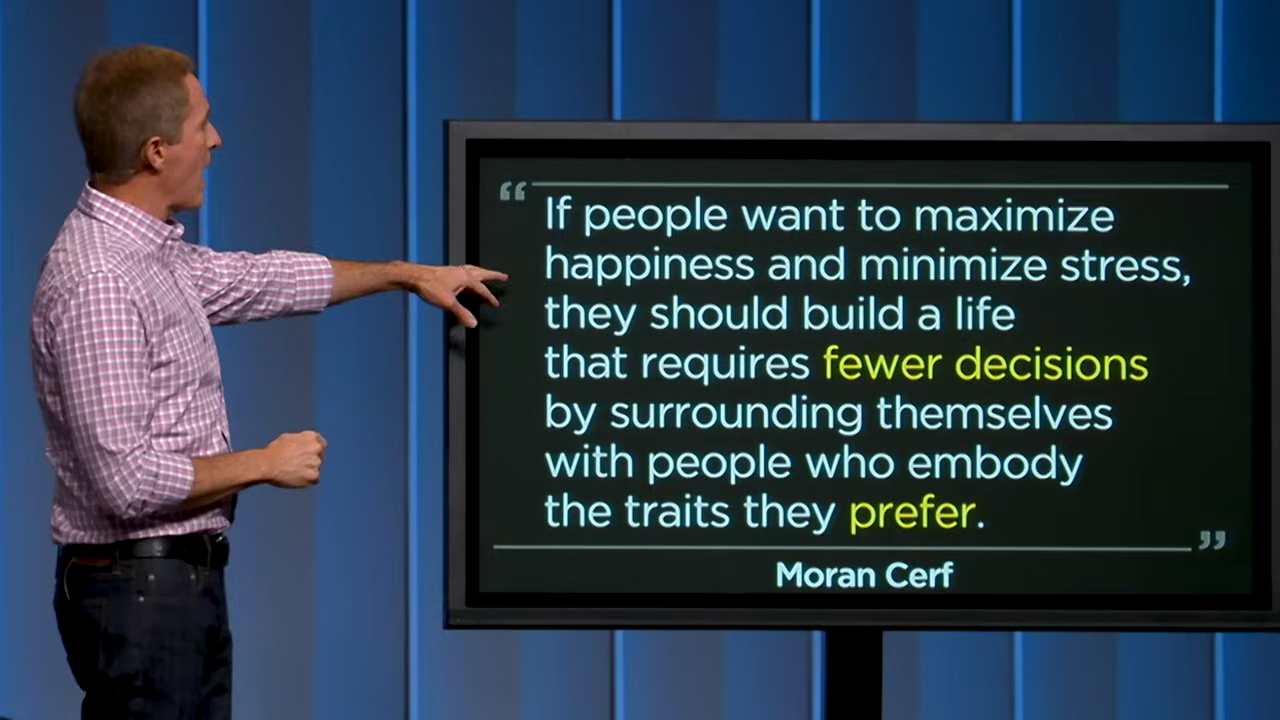 “ If people want to maximize
happiness and minimize stress,
they should build a life
that requires fewer decisions
by surrounding themselves
with people who embody
the traits they prefer. ”
Moran Cerf